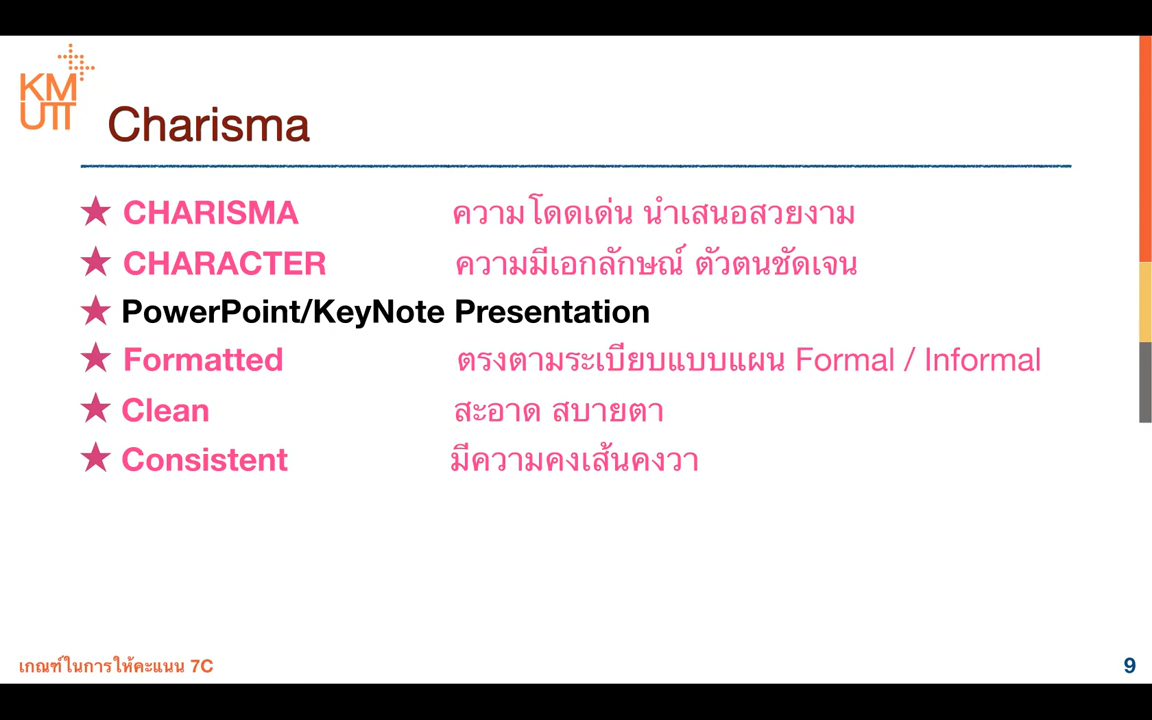 KM
UTT
Charisma
★ CHARISMA ความโดดเด่น นำเสนอสวยงาม
★ CHARACTER ความมีเอกลักษณ์ ตัวตนชัดเจน
★ PowerPoint/KeyNote Presentation
★ Formatted ตรงตามระเบียบแบบแผน Formal / Informal
★ Clean สะอาด สบายตา
★ Consistent มีความคงเส้นคงวา
เกณฑ์ในการให้คะแนน 7C
9